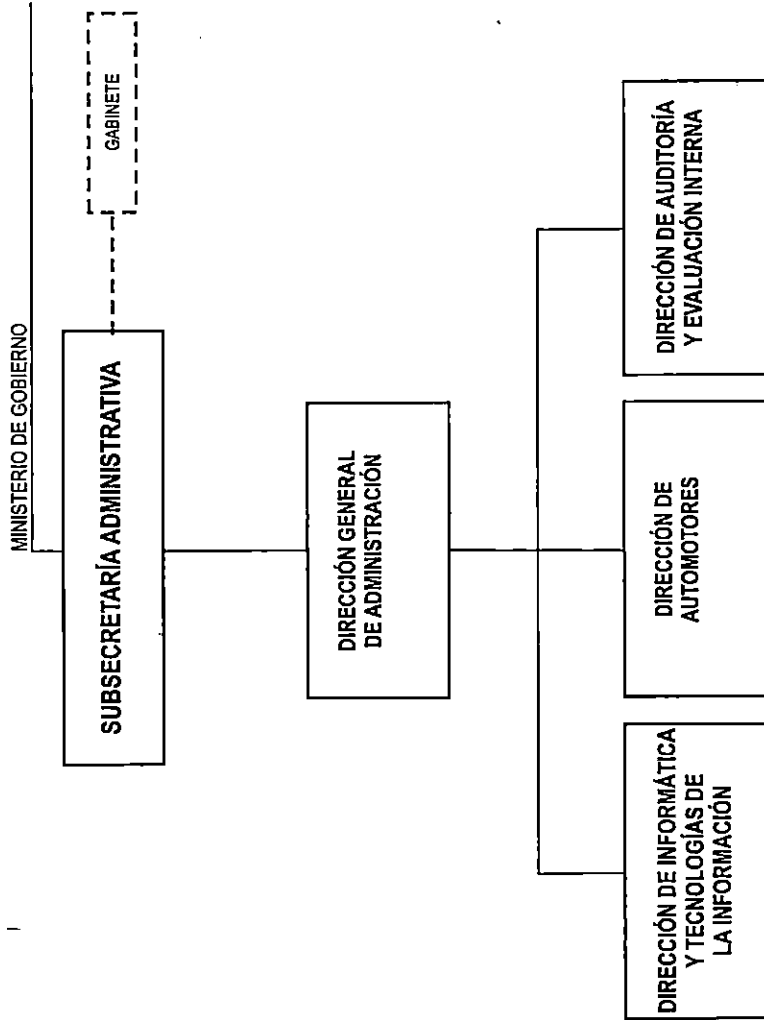 MINISTERIO DE GOBIERNO
SUBSECRETARÍA ADMINISTRATIVA
GABINETE
DIRECCIÓN GENERAL
DE ADMINISTRACIÓN
DIRECCIÓN DE INFORMÁTICA
Y TECNOLOGÍAS DE
LA INFORMACIÓN
DIRECCIÓN DE
AUTOMOTORES
DIRECCIÓN DE AUDITORÍA
Y EVALUACIÓN INTERNA